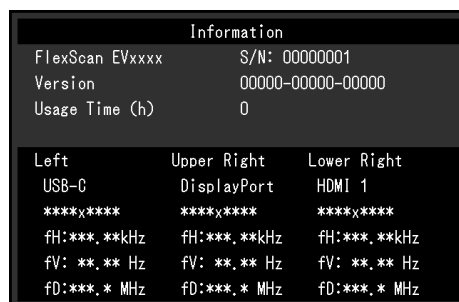 Information
FlexScan EVxxxx S/N: 00000001
Version 00000-00000-00000
Usage Time (h) 0
Left Upper Right Lower Right
USB-C DisplayPort HDMI 1
****x**** ****x**** ****x****
fH:***.**kHz fH:***.**kHz fH:***.**kHz
fV: **.** Hz fV: **.** Hz fV: **.** Hz
fD:***.* MHz fD:***.* MHz fD:***.* MHz